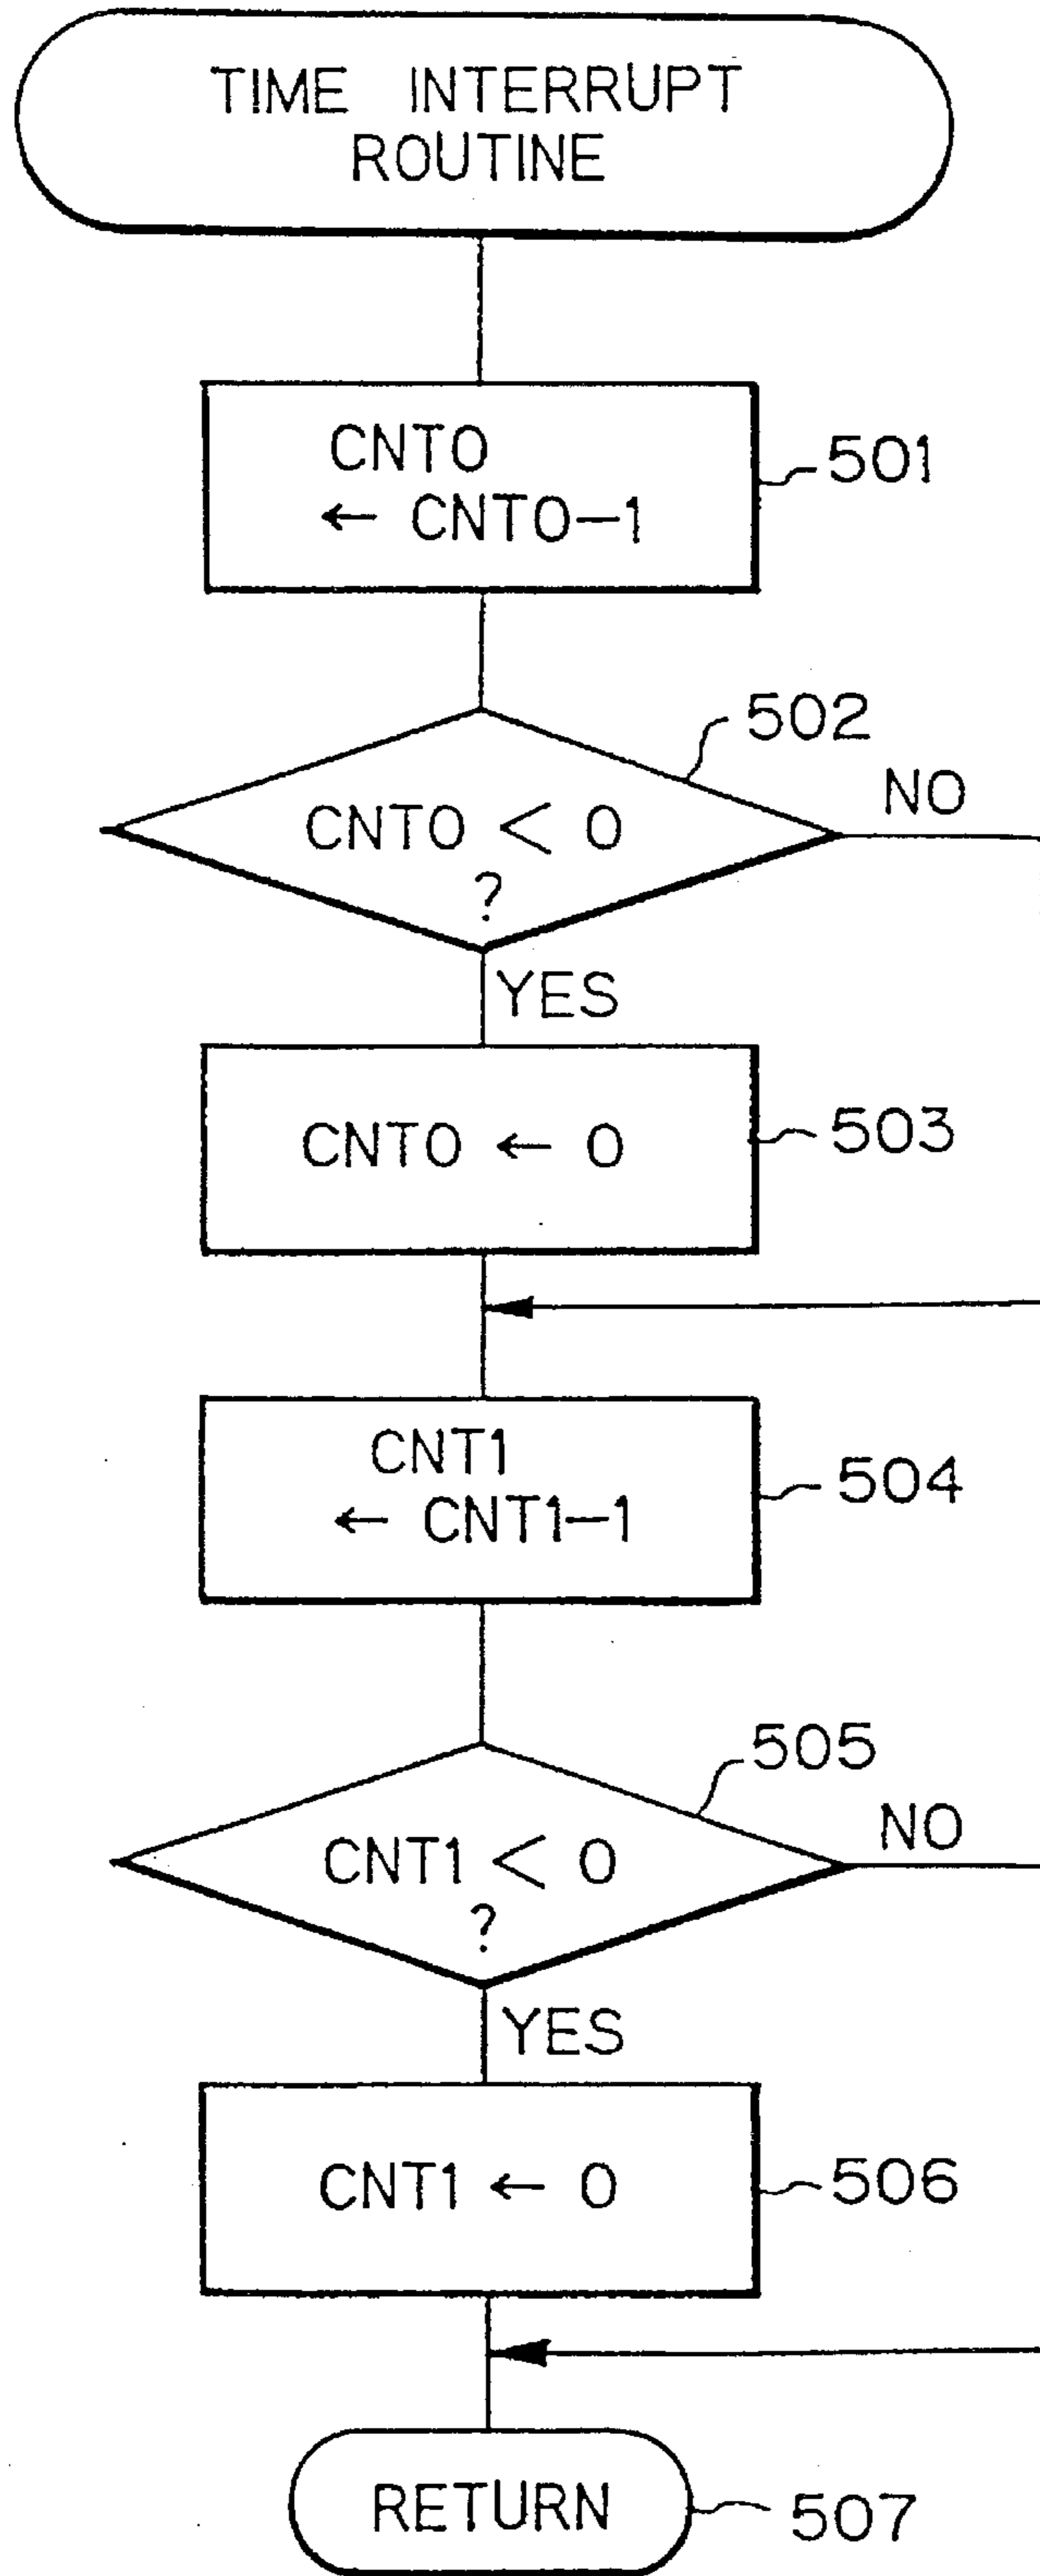 TIME INTERRUPT
ROUTINE
CNT0
← CNT0-1
501
502
CNT0 < 0
?
NO
YES
CNT0 ← 0
503
CNT1
← CNT1-1
504
505
CNT1 < 0
?
NO
YES
CNT1 ← 0
506
RETURN
507